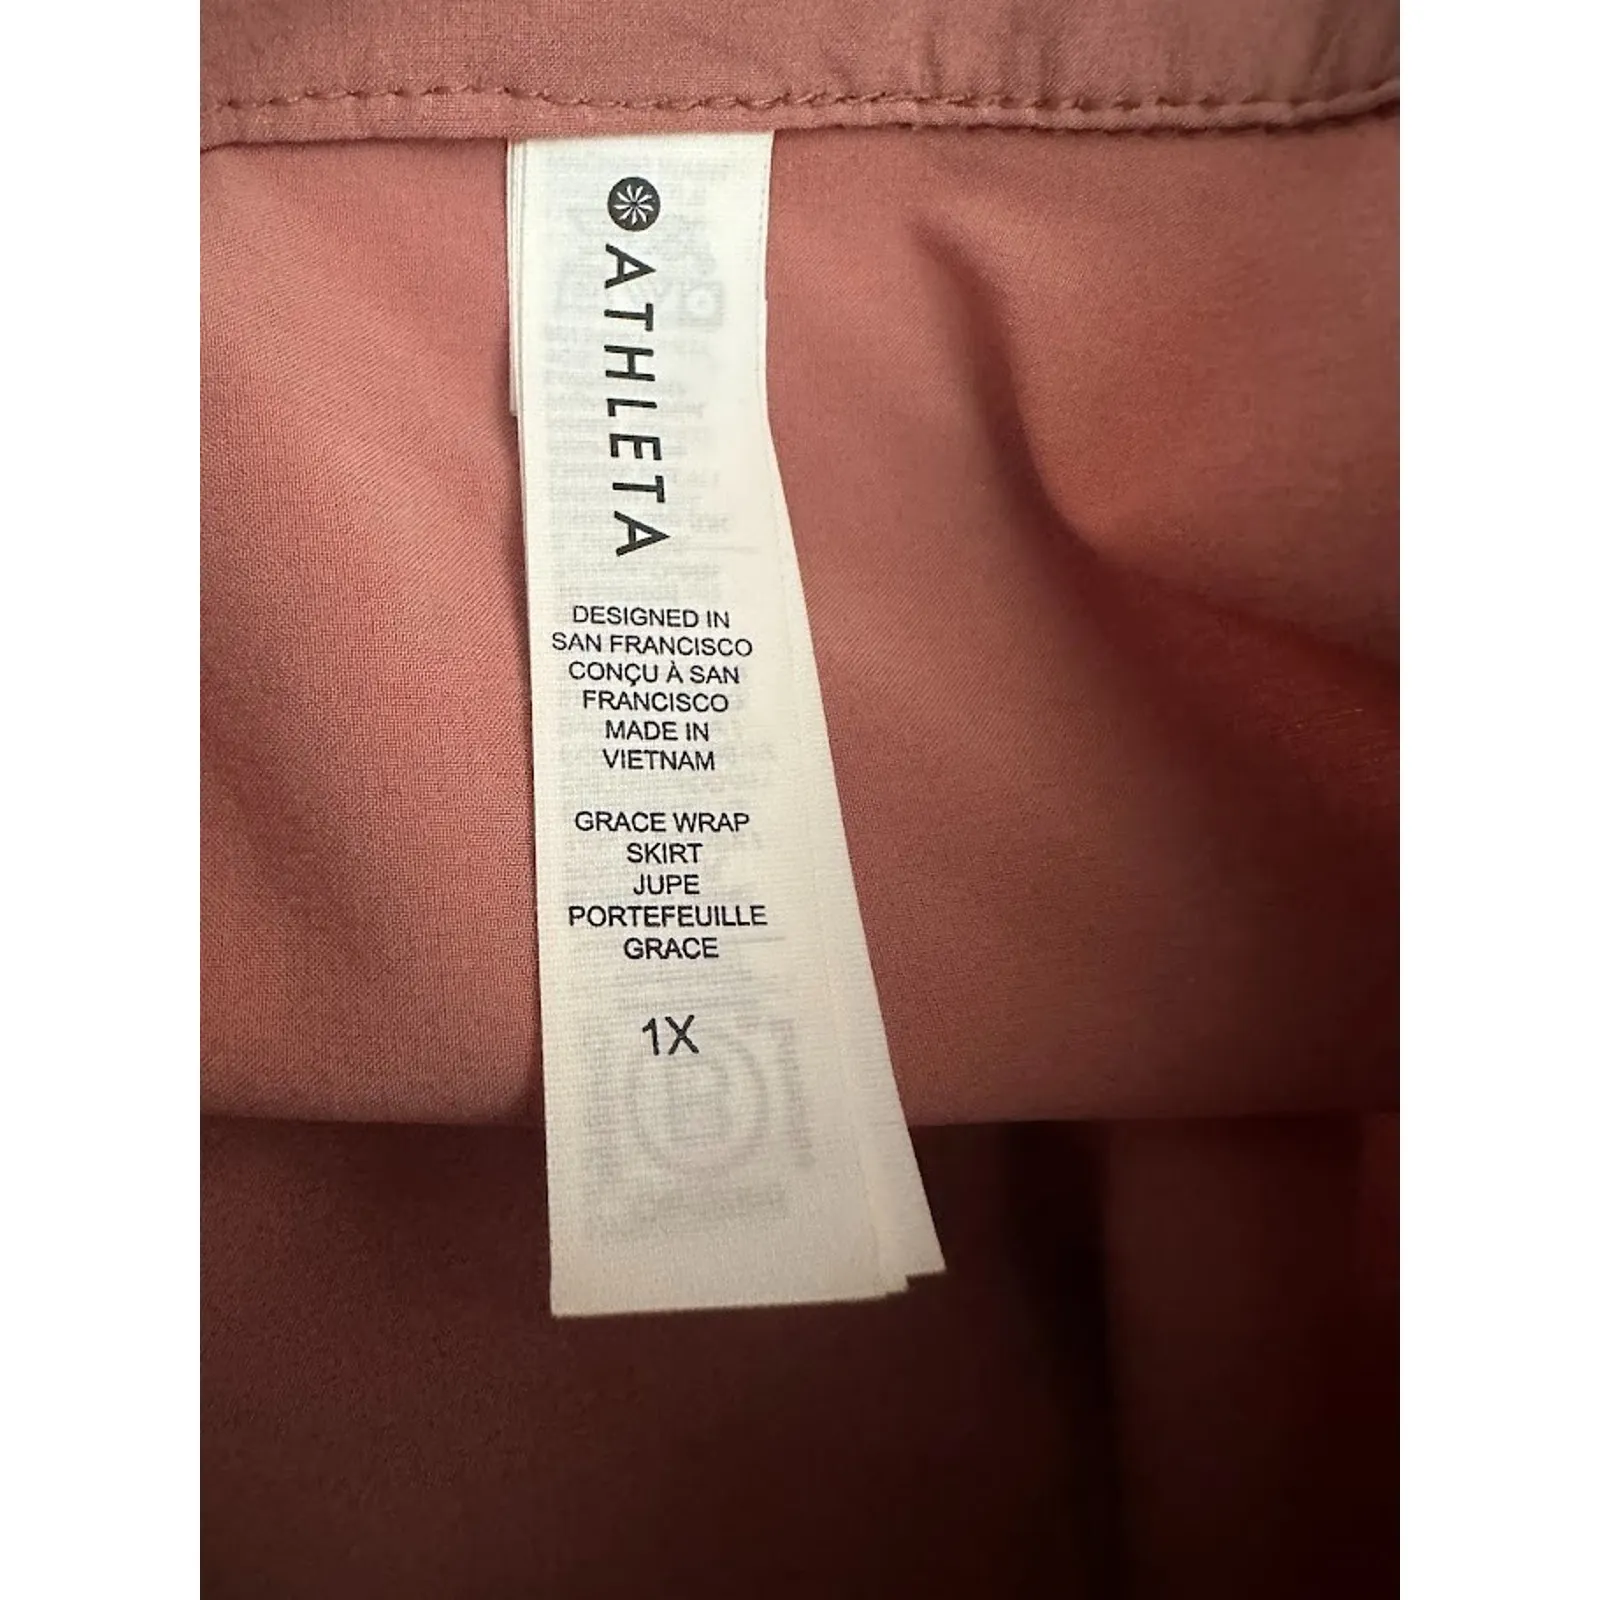 ATHLETA
DESIGNED IN
SAN FRANCISCO
CONÇU À SAN
FRANCISCO
MADE IN
VIETNAM
GRACE WRAP
SKIRT
JUPE
PORTEFEUILLE
GRACE
1X